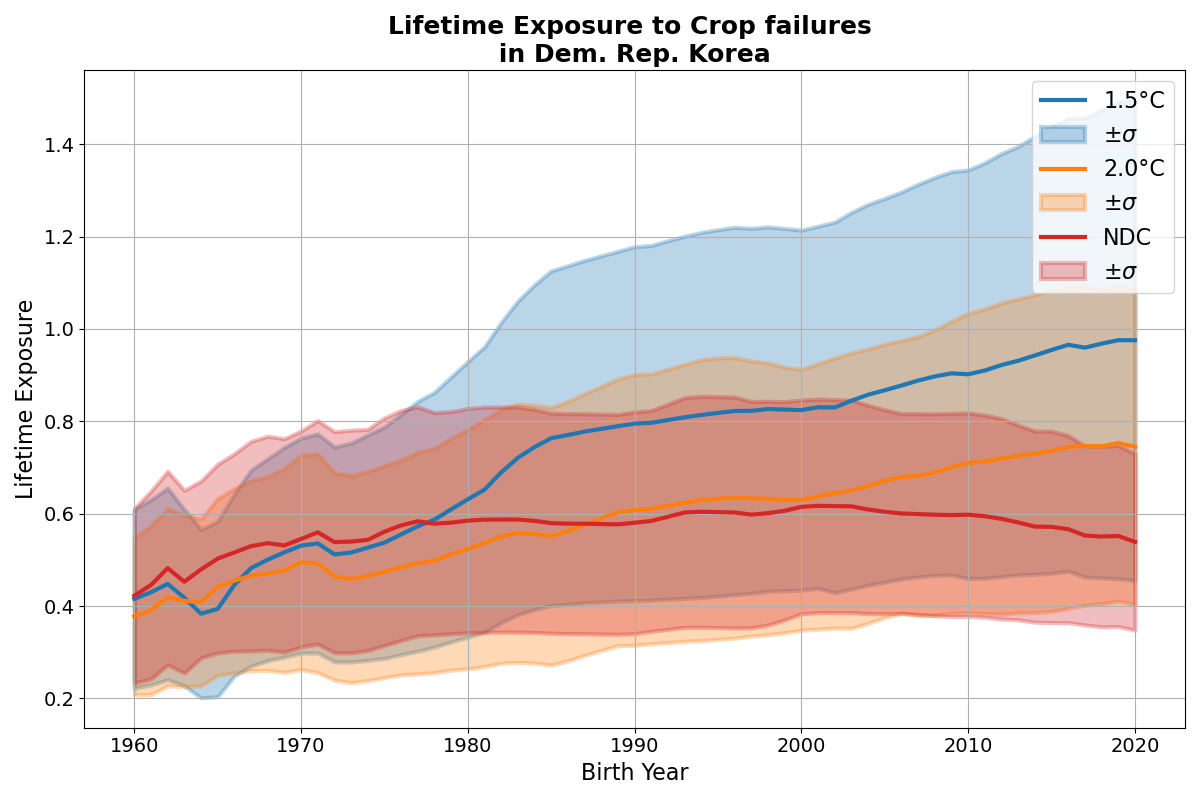 Lifetime Exposure to Crop failures
in Dem. Rep. Korea
1.5°C
±σ
2.0°C
±σ
NDC
±σ
Lifetime Exposure
1.4
1.2
1.0
0.8
0.6
0.4
0.2
1960 1970 1980 1990 2000 2010 2020
Birth Year